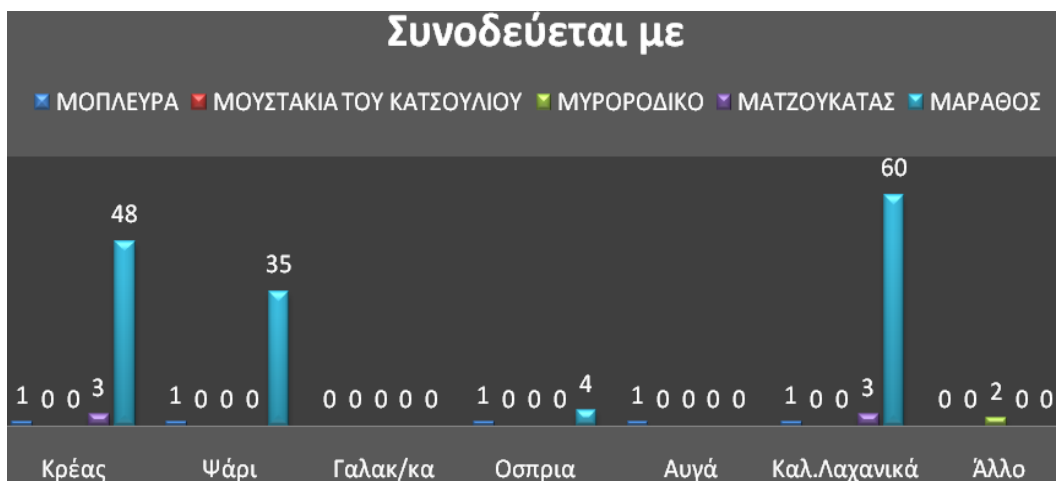 Συνοδεύεται με
ΜΟΠΛΕΥΡΑ ΜΟΥΣΤΑΚΙΑ ΤΟΥ ΚΑΤΣΟΥΛΙΟΥ ΜΥΡΟΡΟΔΙΚΟ ΜΑΤΖΟΥΚΑΤΑΣ ΜΑΡΑΘΟΣ
60
48
35
1 0 0 3 1 0 0 0 0 0 0 0 0 1 0 0 0 4 1 0 0 0 0 1 0 0 3 0 0 2 0 0
Κρέας Ψάρι Γαλακ/κα Οσπρια Αυγά Καλ.Λαχανικά Άλλο